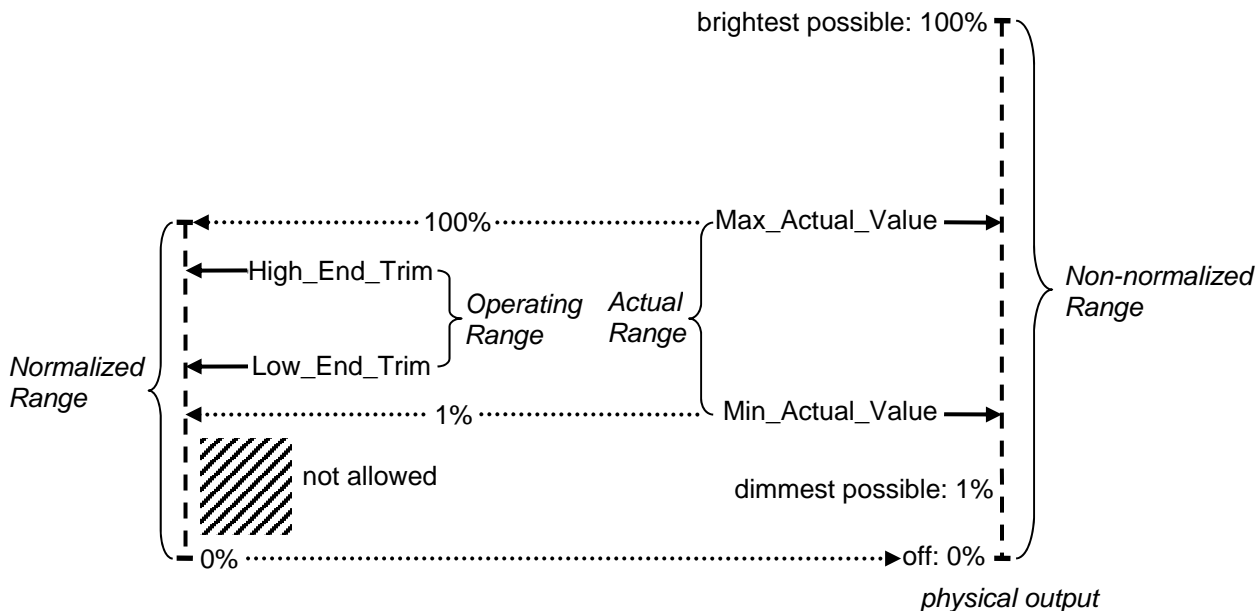 brightest possible: 100%
100%
Max_Actual_Value
High_End_Trim
Operating
Range
Actual
Range
Non-normalized
Range
Low_End_Trim
Normalized
Range
1%
Min_Actual_Value
not allowed
dimmest possible: 1%
0%
off: 0%
physical output